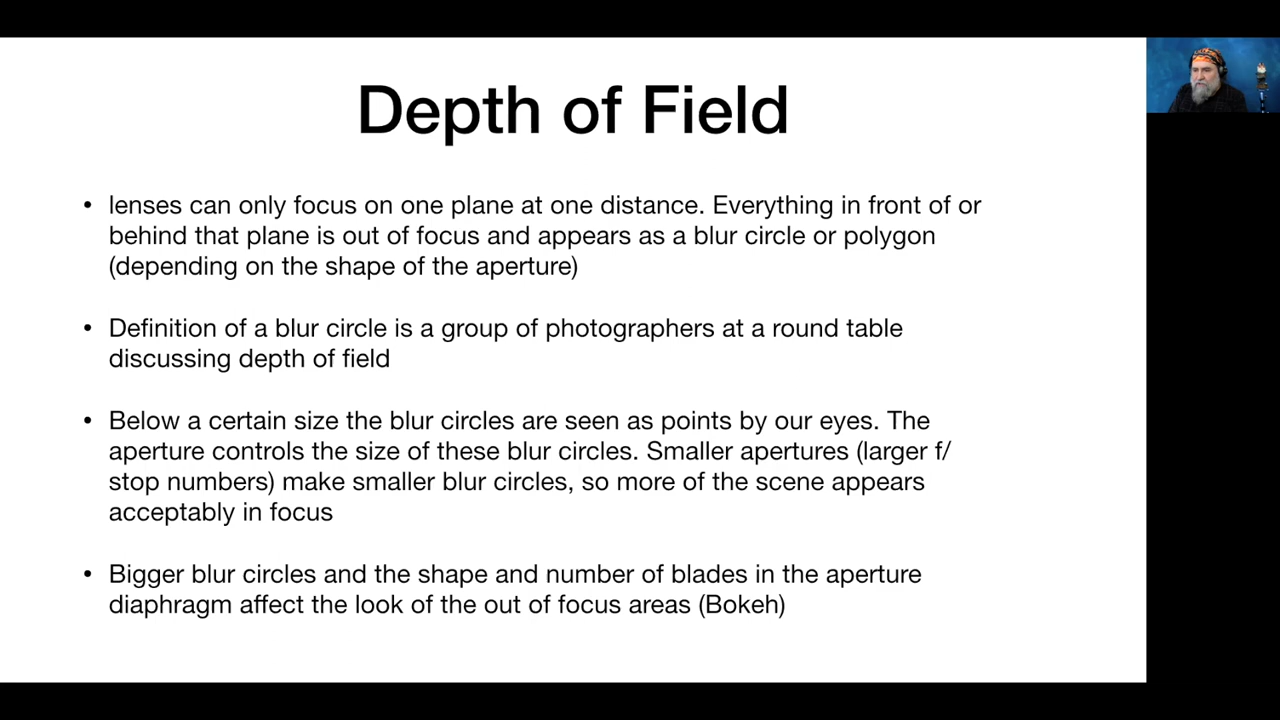 Depth of Field
• lenses can only focus on one plane at one distance. Everything in front of or
behind that plane is out of focus and appears as a blur circle or polygon
(depending on the shape of the aperture)
• Definition of a blur circle is a group of photographers at a round table
discussing depth of field
• Below a certain size the blur circles are seen as points by our eyes. The
aperture controls the size of these blur circles. Smaller apertures (larger f/
stop numbers) make smaller blur circles, so more of the scene appears
acceptably in focus
• Bigger blur circles and the shape and number of blades in the aperture
diaphragm affect the look of the out of focus areas (Bokeh)